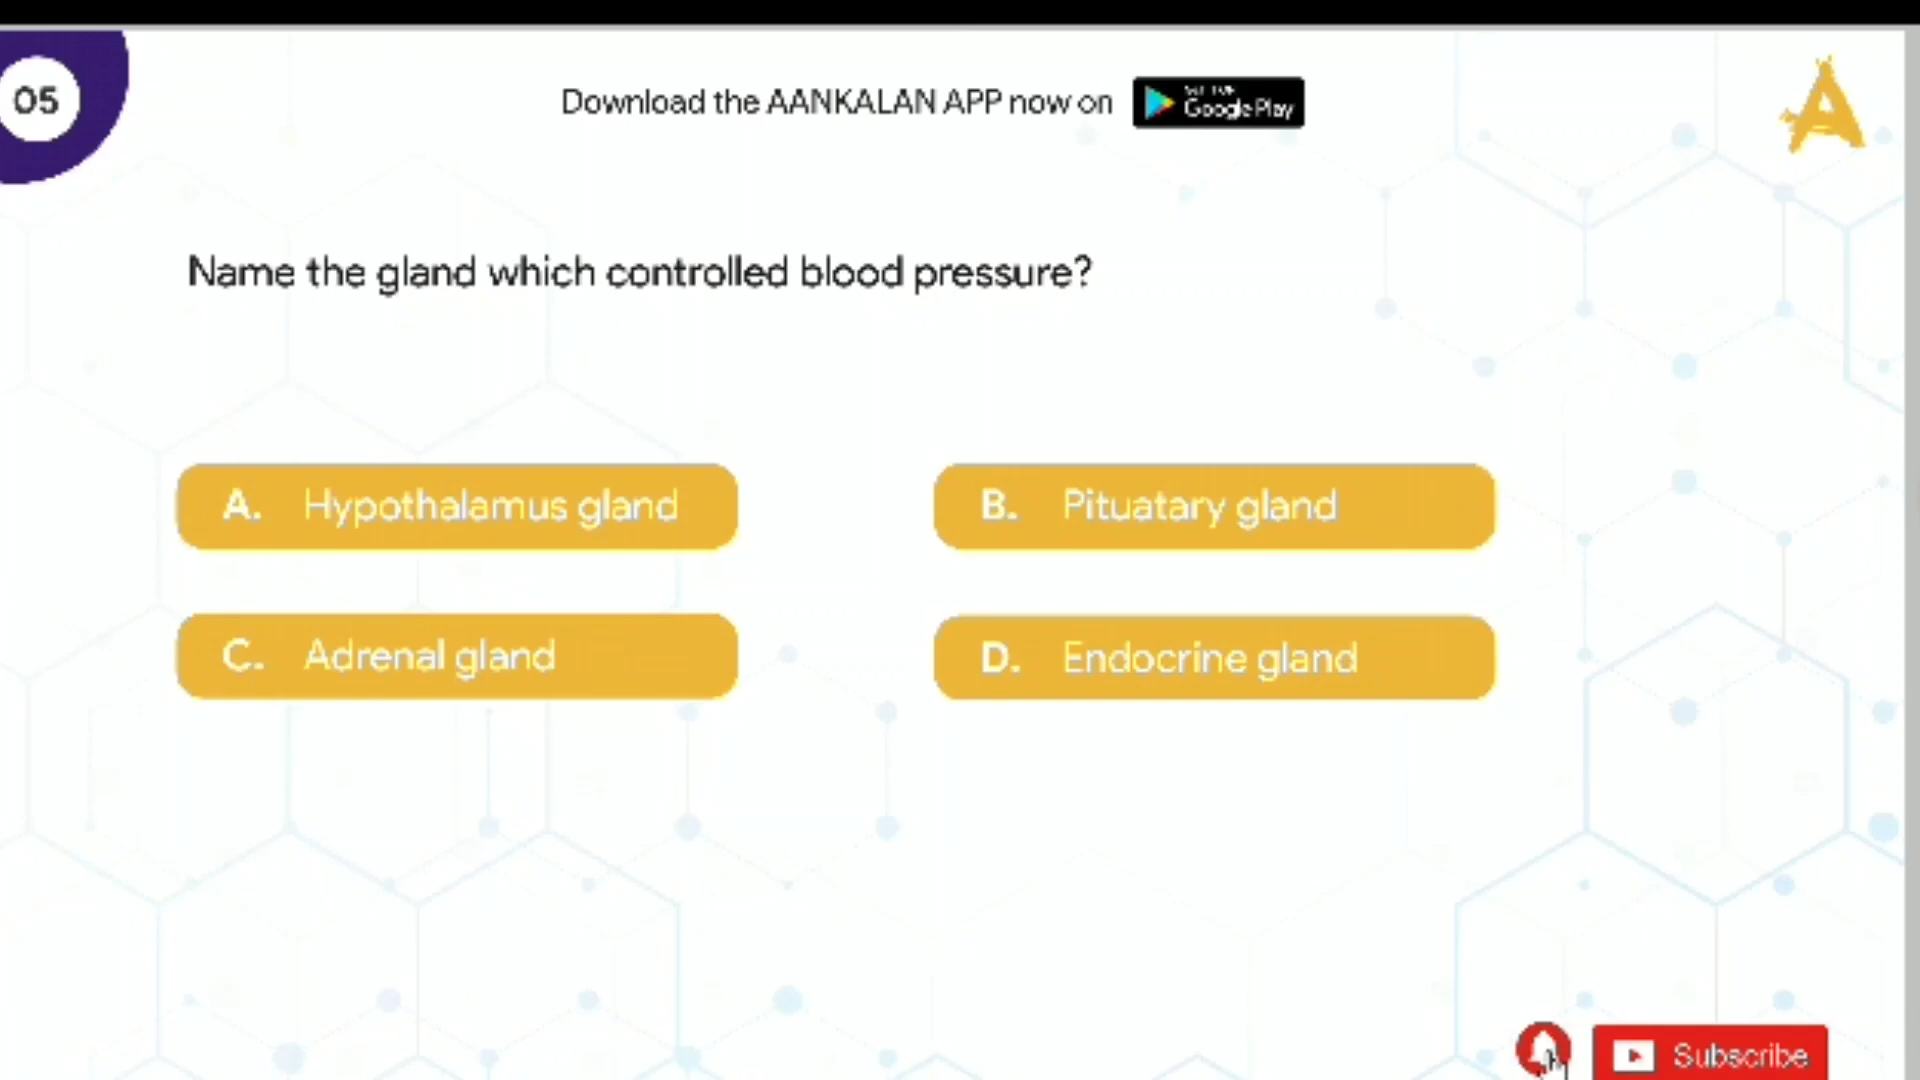 05
Download the AANKALAN APP now on
Google Play
Name the gland which controlled blood pressure?
A. Hypothalamus gland
B. Pituatary gland
C. Adrenal gland
D. Endocrine gland
Subscribe